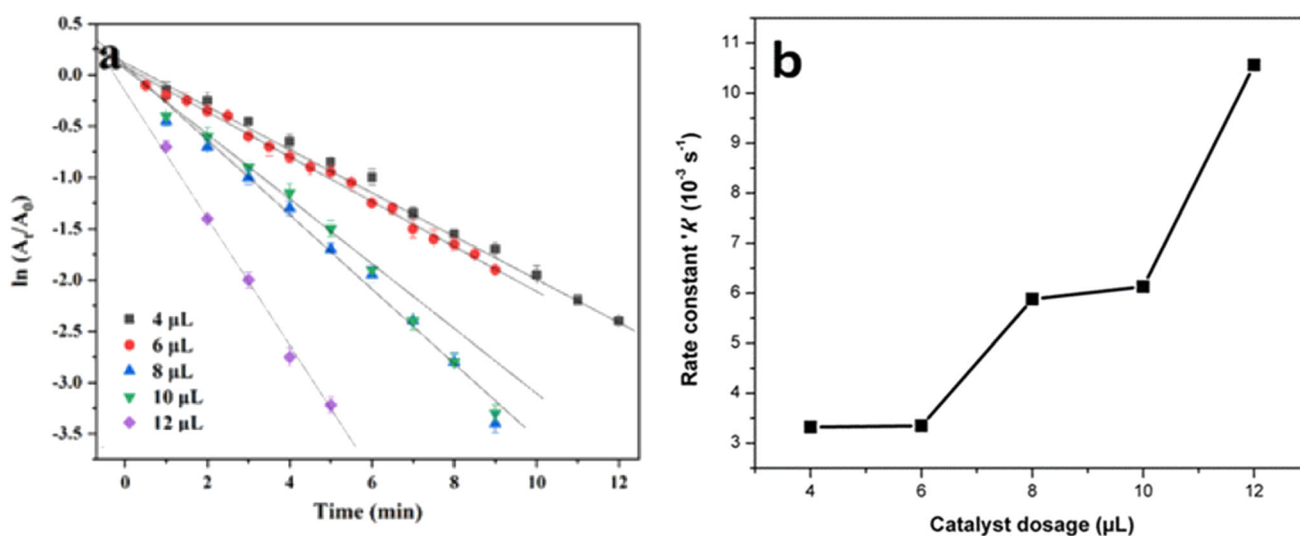 a
0.5
0.0
-0.5
-1.0
-1.5
-2.0
-2.5
-3.0
-3.5
ln (At/A0)
4 µL
6 µL
8 µL
10 µL
12 µL
0 2 4 6 8 10 12
Time (min)
b
11
10
9
8
7
6
5
4
3
Rate constant 'k' (10-3 s-1)
4 6 8 10 12
Catalyst dosage (µL)